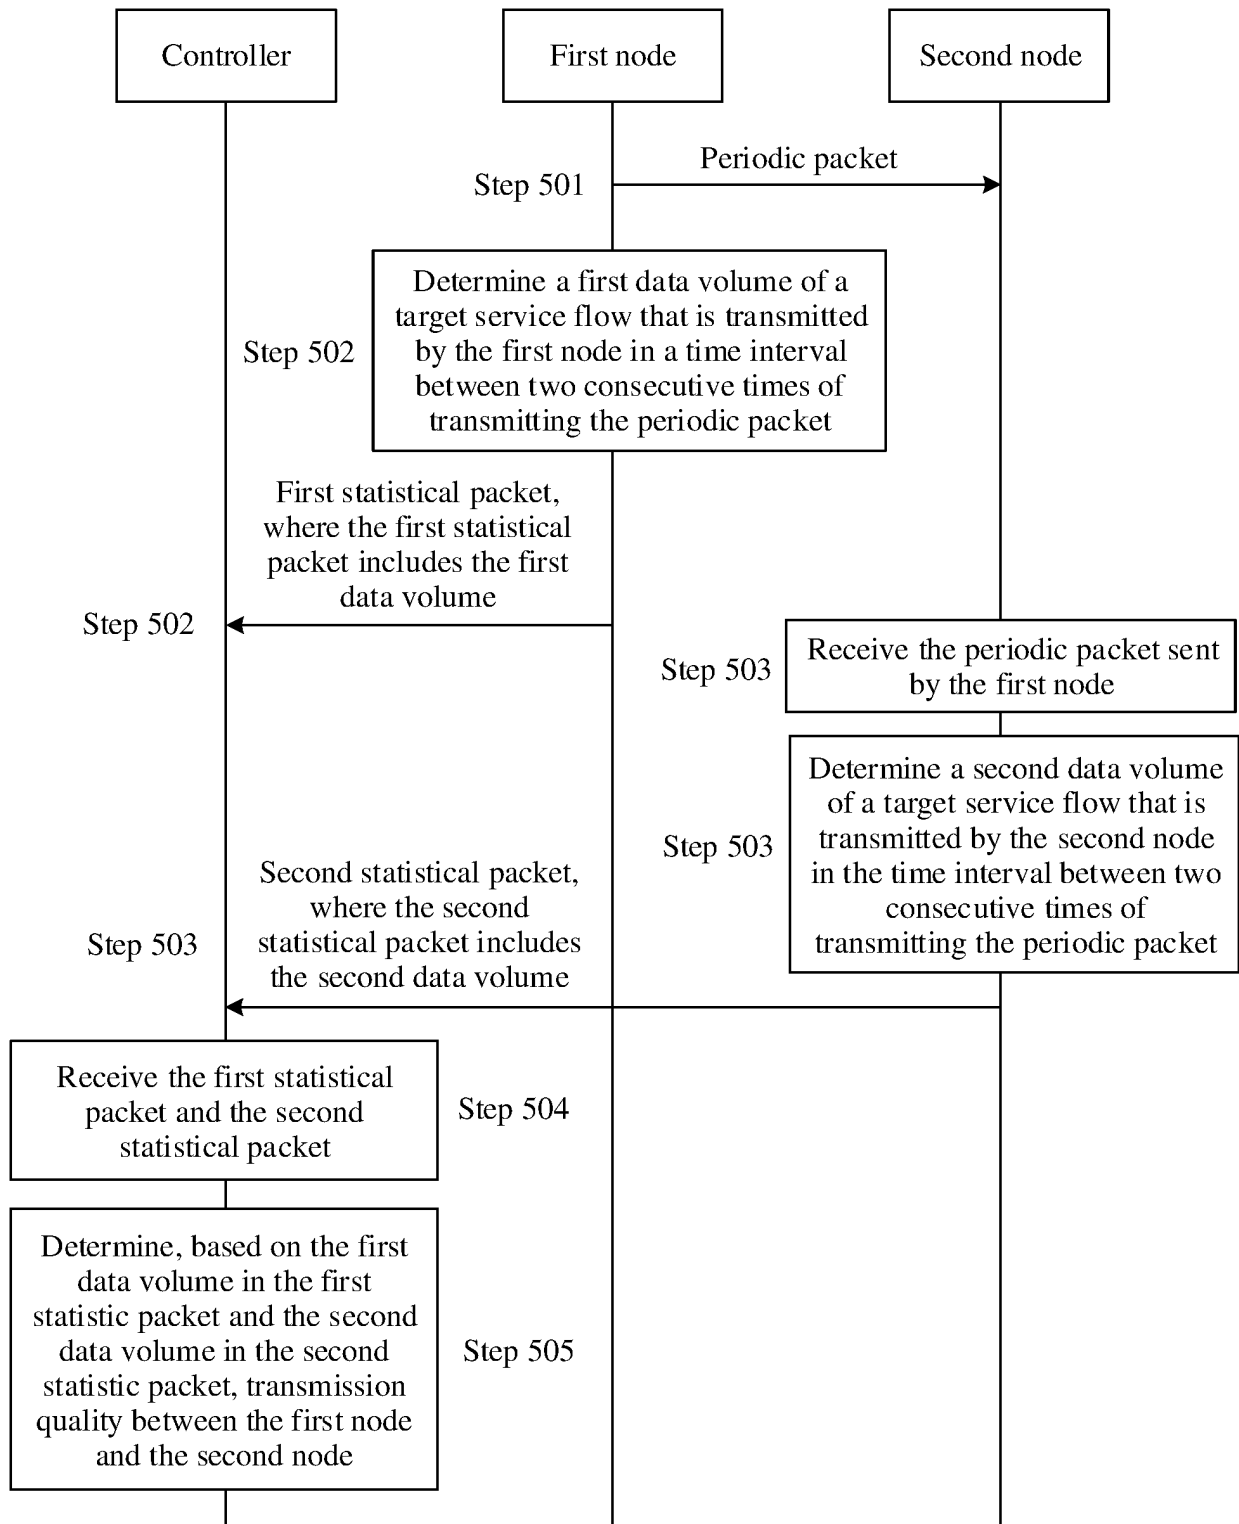 Controller
First node
Second node
Periodic packet
Step 501
Determine a first data volume of a
target service flow that is transmitted
by the first node in a time interval
between two consecutive times of
transmitting the periodic packet
Step 502
First statistical packet,
where the first statistical
packet includes the first
data volume
Step 502
Receive the periodic packet sent
by the first node
Step 503
Determine a second data volume
of a target service flow that is
transmitted by the second node
in the time interval between two
consecutive times of
transmitting the periodic packet
Step 503
Second statistical packet,
where the second
statistical packet includes
the second data volume
Step 503
Receive the first statistical
packet and the second
statistical packet
Step 504
Determine, based on the first
data volume in the first
statistic packet and the second
data volume in the second
statistic packet, transmission
quality between the first node
and the second node
Step 505